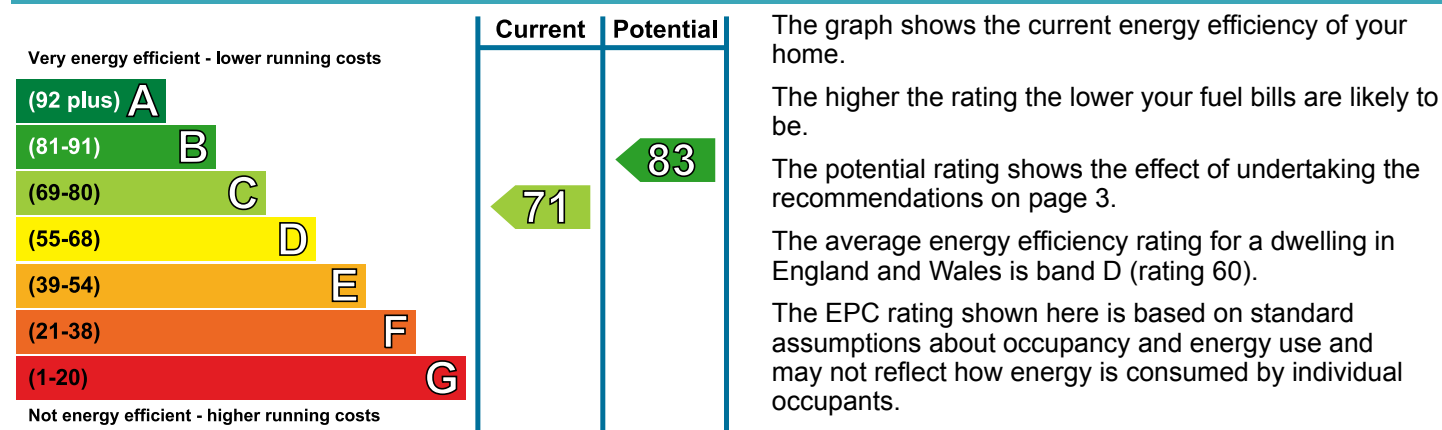 Current Potential
Very energy efficient - lower running costs
(92 plus) A
(81-91) B
83
(69-80) C
71
(55-68) D
(39-54) E
(21-38) F
(1-20) G
Not energy efficient - higher running costs
The graph shows the current energy efficiency of your
home.
The higher the rating the lower your fuel bills are likely to
be.
The potential rating shows the effect of undertaking the
recommendations on page 3.
The average energy efficiency rating for a dwelling in
England and Wales is band D (rating 60).
The EPC rating shown here is based on standard
assumptions about occupancy and energy use and
may not reflect how energy is consumed by individual
occupants.